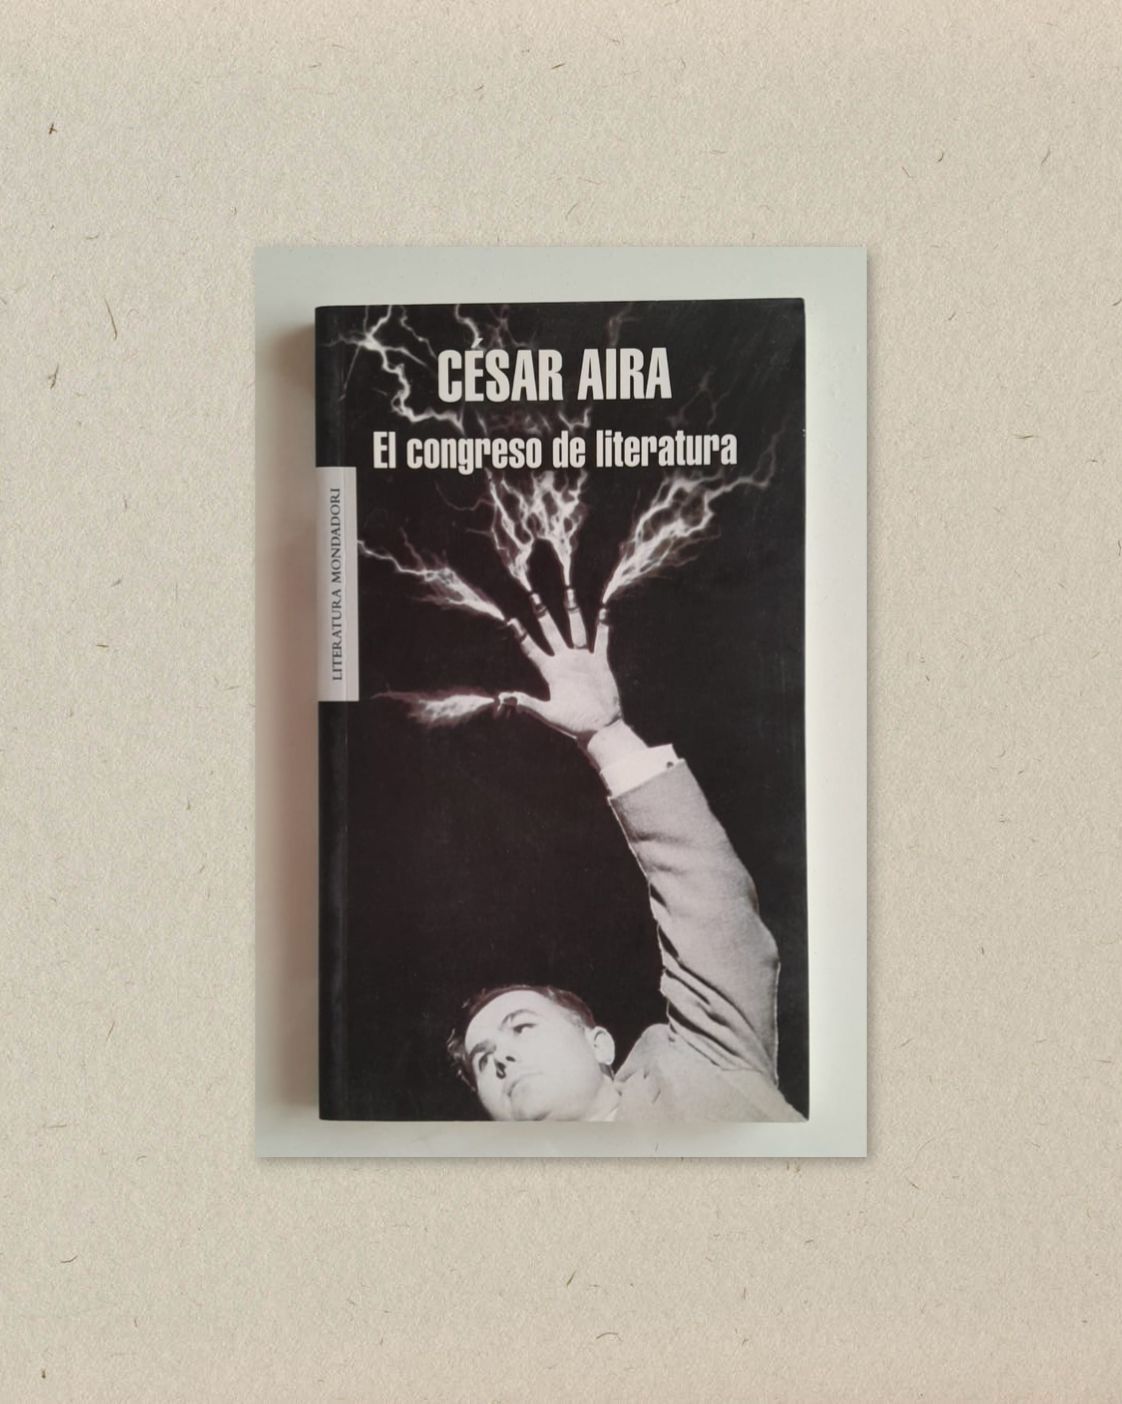 CÉSAR AIRA
El congreso de literatura
LITERATURA MONDADORI